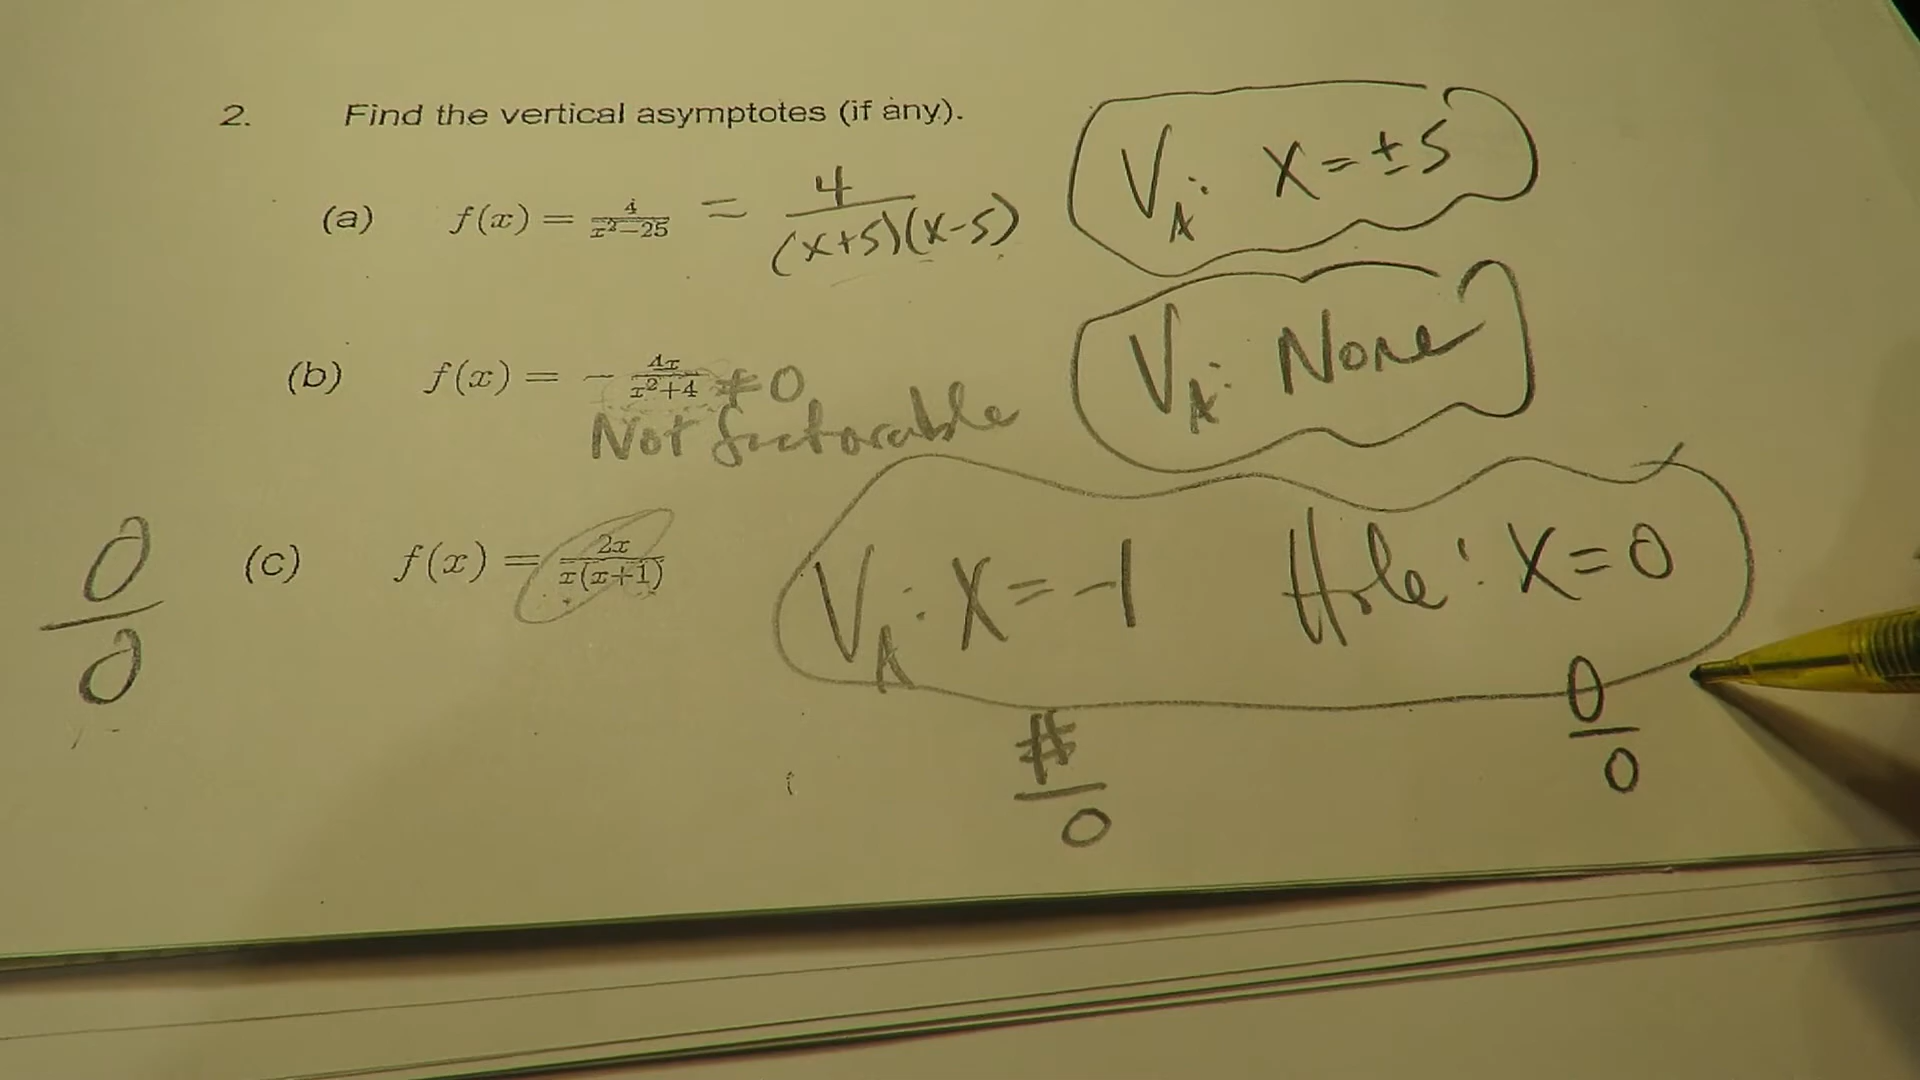 2. Find the vertical asymptotes (if any).
(a) f(x) = 4/(x²−25) = 4/((x+5)(x-5)) VA: x = ±5
(b) f(x) = − 4x/(x²+4) ≠ 0 VA: None
Not factorable
(c) f(x) = 2x/(x(x+1)) VA: x = -1 Hole: x = 0
0/0
#/0 0/0